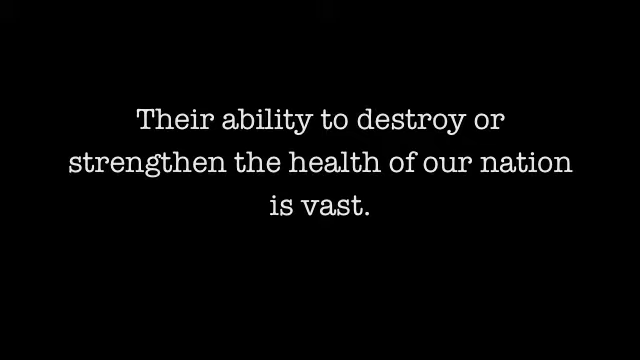 Their ability to destroy or
strengthen the health of our nation
is vast.